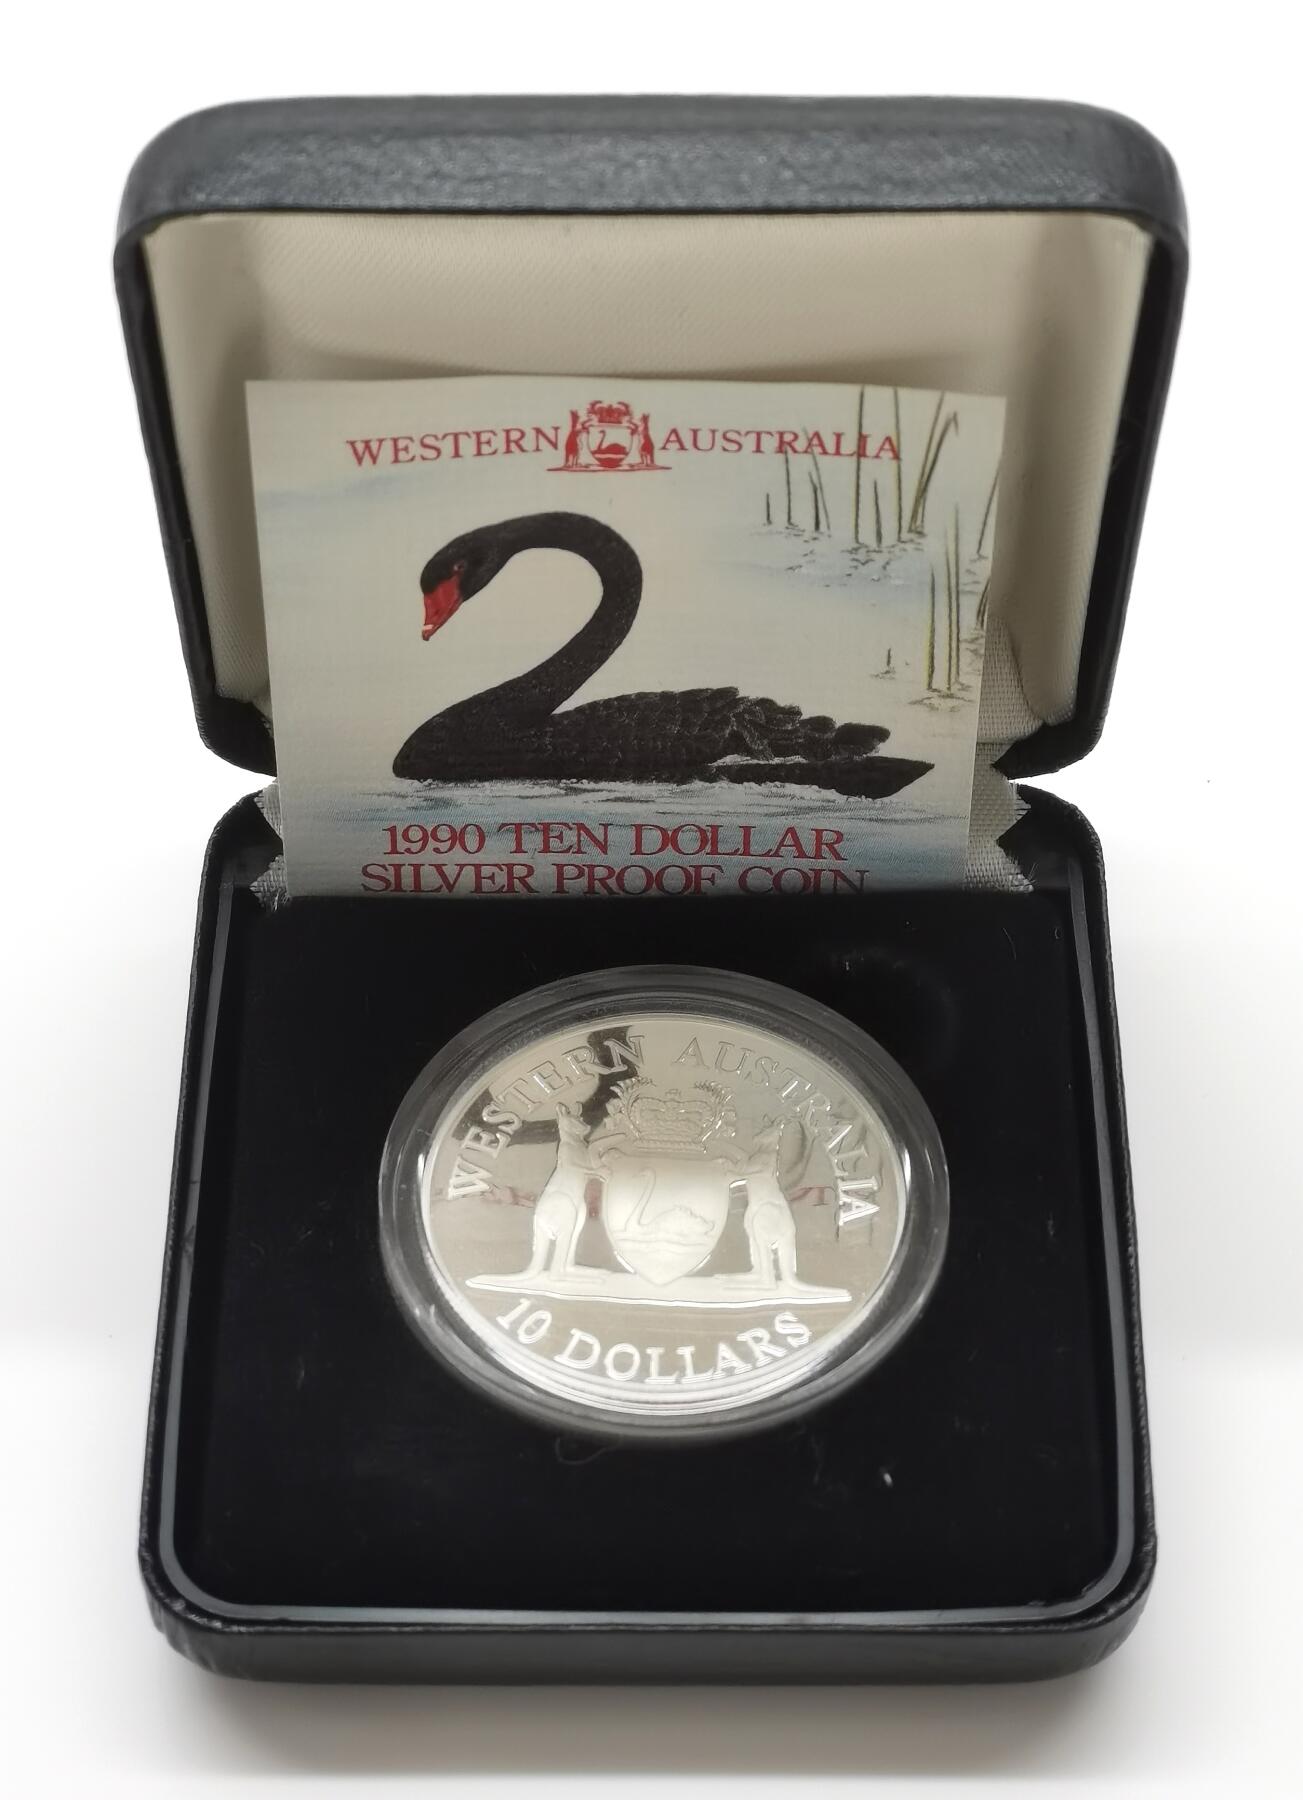 WESTERN AUSTRALIA
1990 TEN DOLLAR
SILVER PROOF COIN
WESTERN AUSTRALIA
10 DOLLARS